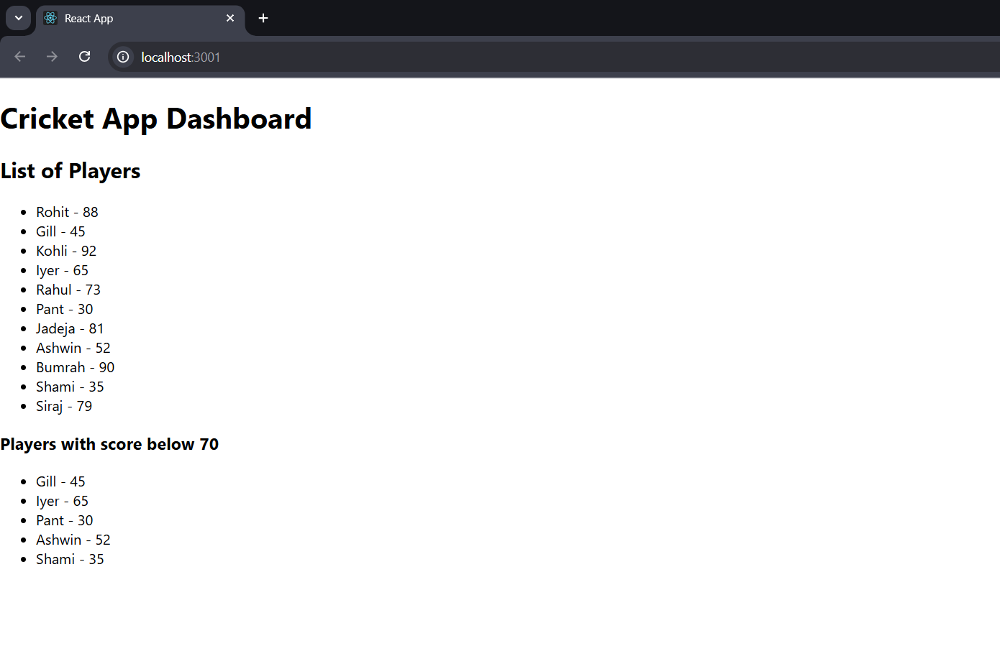 React App
localhost:3001
Cricket App Dashboard
List of Players
• Rohit - 88
• Gill - 45
• Kohli - 92
• Iyer - 65
• Rahul - 73
• Pant - 30
• Jadeja - 81
• Ashwin - 52
• Bumrah - 90
• Shami - 35
• Siraj - 79
Players with score below 70
• Gill - 45
• Iyer - 65
• Pant - 30
• Ashwin - 52
• Shami - 35